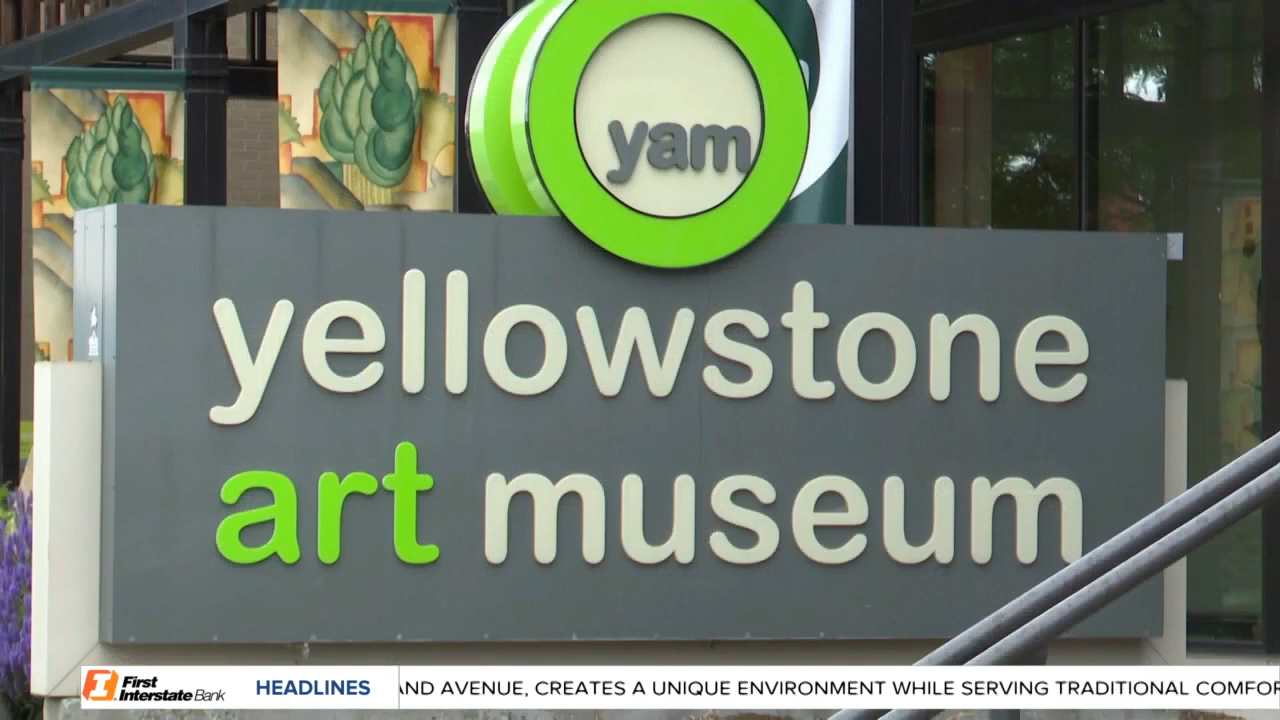 yam
yellowstone
art museum
First
Interstate Bank
HEADLINES
AND AVENUE, CREATES A UNIQUE ENVIRONMENT WHILE SERVING TRADITIONAL COMFOR